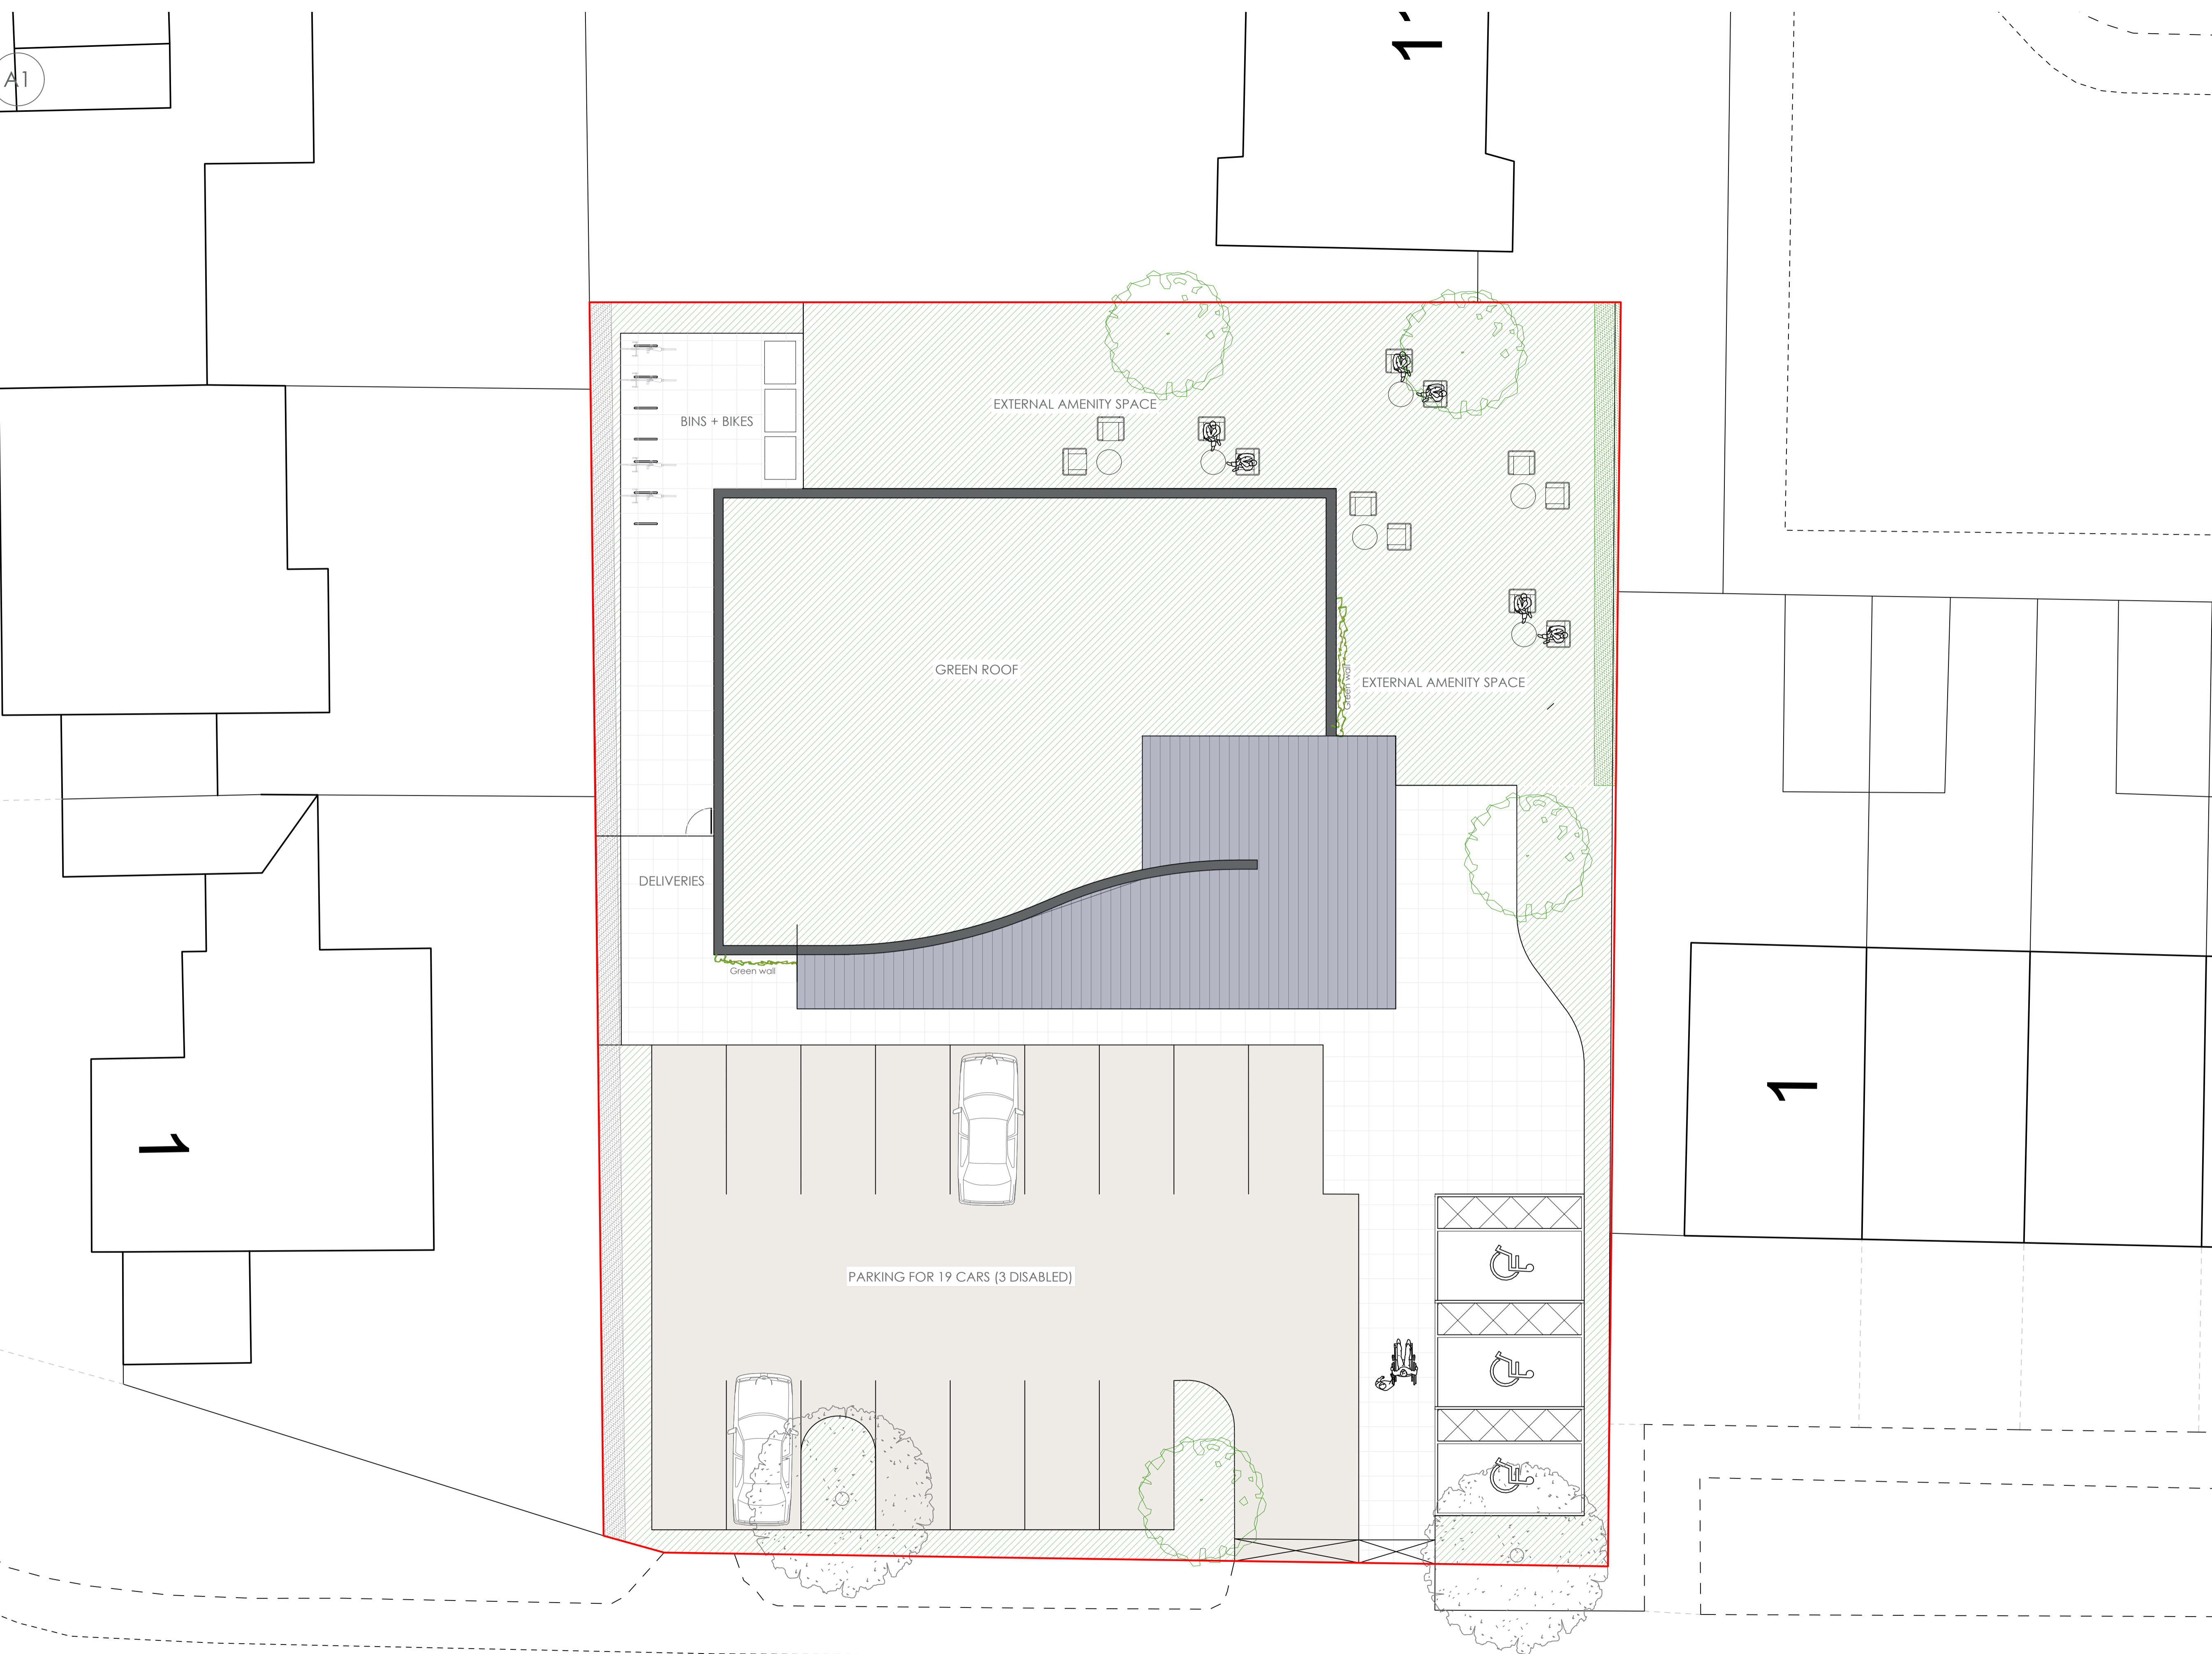 A1
EXTERNAL AMENITY SPACE
BINS + BIKES
GREEN ROOF
Green wall
EXTERNAL AMENITY SPACE
DELIVERIES
Green wall
1
1
PARKING FOR 19 CARS (3 DISABLED)